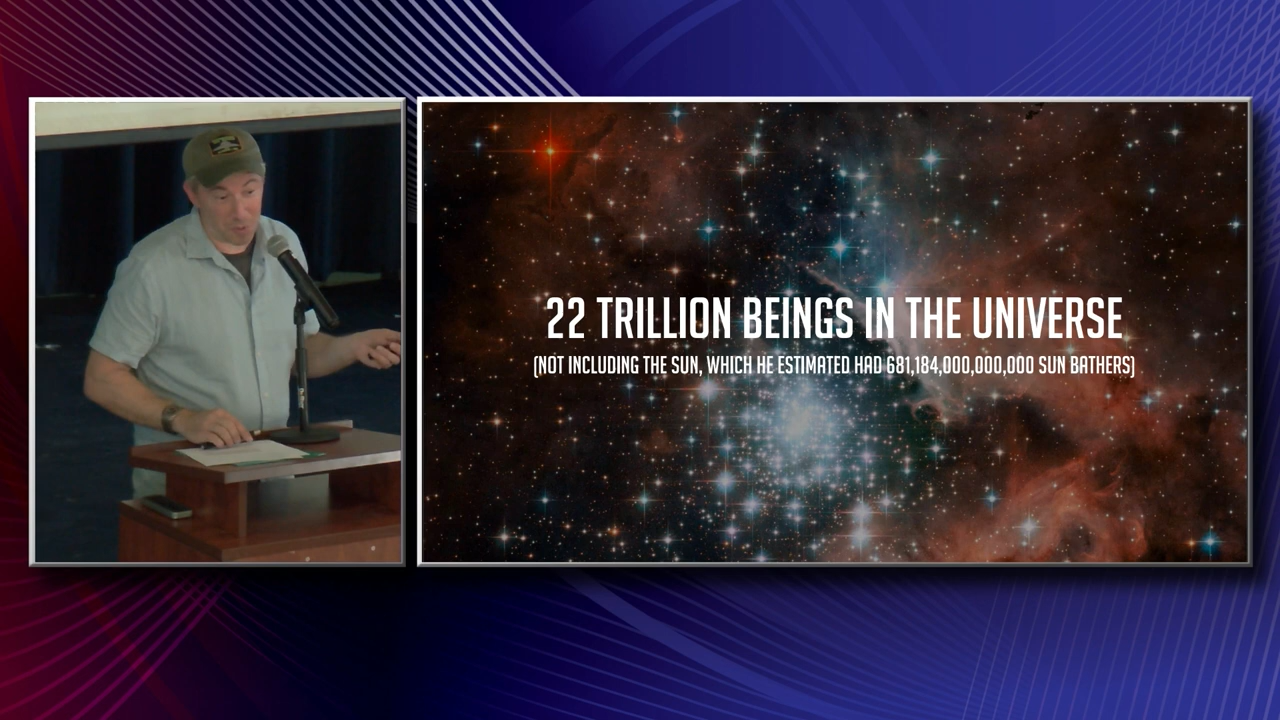 22 TRILLION BEINGS IN THE UNIVERSE
(NOT INCLUDING THE SUN, WHICH HE ESTIMATED HAD 681,184,000,000,000 SUN BATHERS)